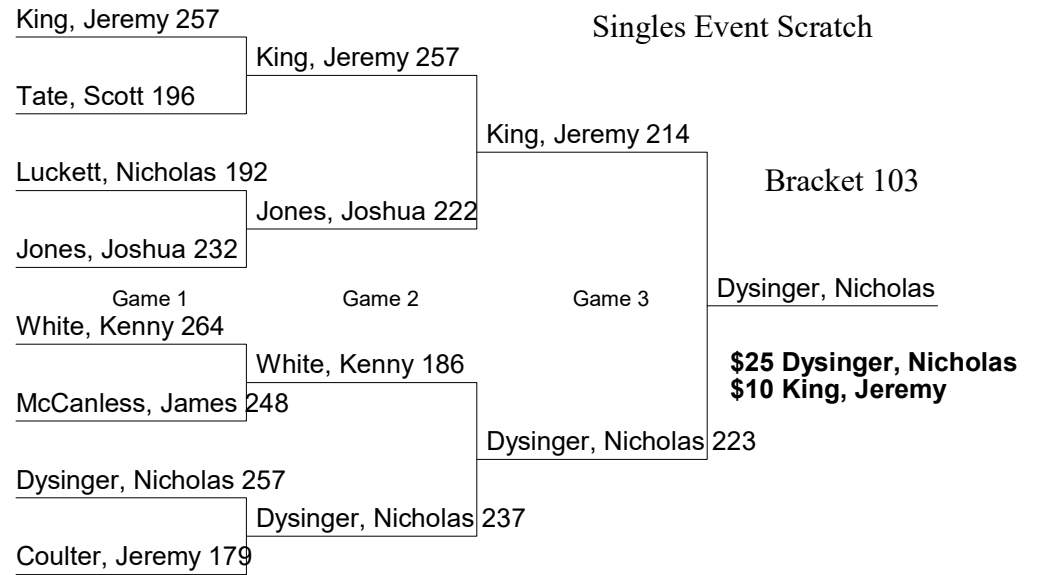 King, Jeremy 257
Singles Event Scratch
King, Jeremy 257
Tate, Scott 196
King, Jeremy 214
Luckett, Nicholas 192
Bracket 103
Jones, Joshua 222
Jones, Joshua 232
Game 1
Game 2
Game 3
Dysinger, Nicholas
White, Kenny 264
White, Kenny 186
$25 Dysinger, Nicholas
$10 King, Jeremy
McCanless, James 248
Dysinger, Nicholas 223
Dysinger, Nicholas 257
Dysinger, Nicholas 237
Coulter, Jeremy 179